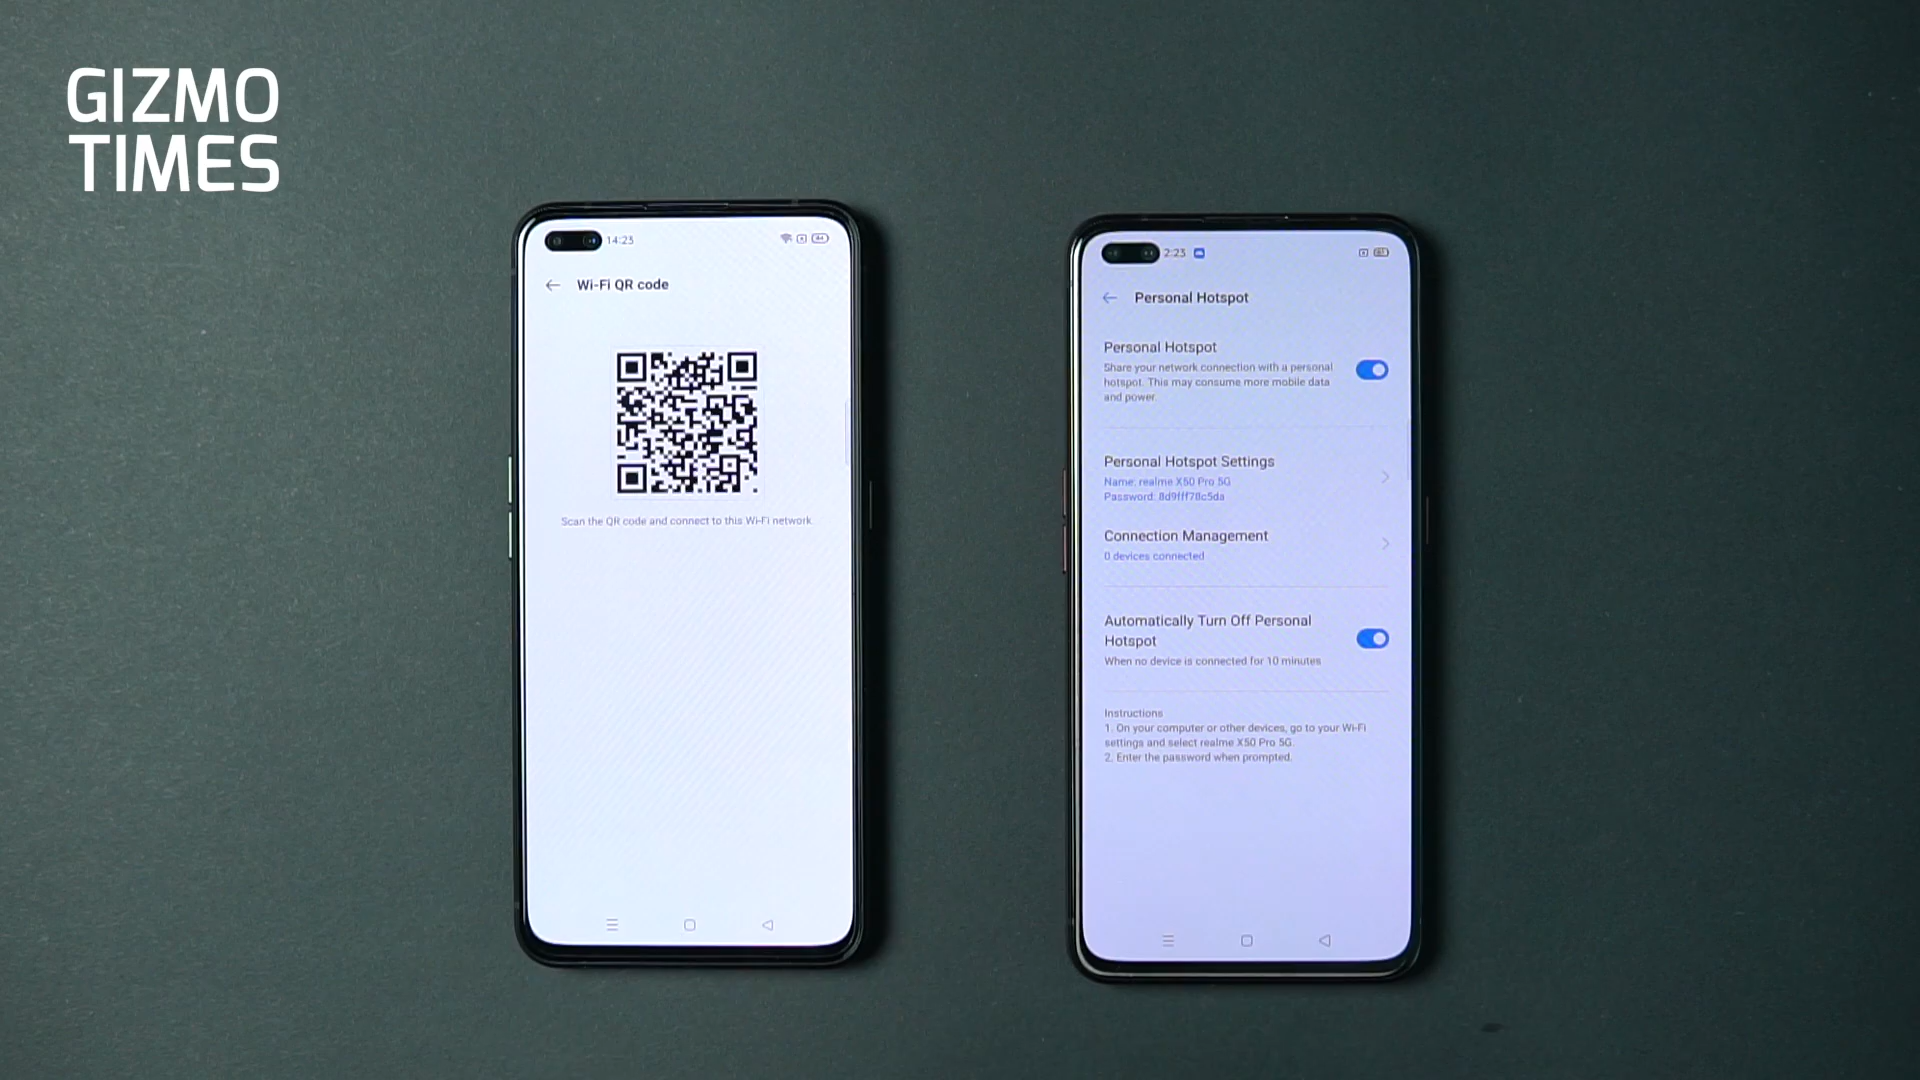 GIZMO
TIMES
14:23
Wi-Fi QR code
Scan the QR code and connect to this Wi-Fi network.
2:23
Personal Hotspot
Personal Hotspot
Share your network connection with a personal
hotspot. This may consume more mobile data
and power.
Personal Hotspot Settings
Name: realme X50 Pro 5G
Password: 8d9fff78c5da
Connection Management
0 devices connected
Automatically Turn Off Personal
Hotspot
When no device is connected for 10 minutes
Instructions
1. On your computer or other devices, go to your Wi-Fi
settings and select realme X50 Pro 5G.
2. Enter the password when prompted.